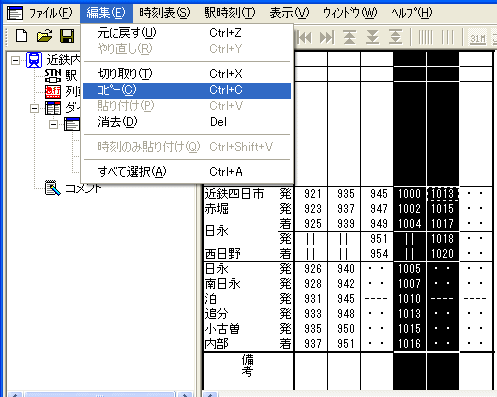 ファイル(F) 編集(E) 時刻表(S) 駅時刻(T) 表示(V) ウィンドウ(W) ヘルプ(H)
元に戻す(U) Ctrl+Z
やり直し(R) Ctrl+Y
切り取り(T) Ctrl+X
コピー(C) Ctrl+C
貼り付け(P) Ctrl+V
消去(D) Del
時刻のみ貼り付け(Q) Ctrl+Shift+V
すべて選択(A) Ctrl+A
31M
近鉄内
STN 駅
急行 列車
ダイ
コメント
近鉄四日市 発 921 935 945 1000 1013 ・・
赤堀 発 923 937 947 1002 1015 ・・
日永 着 925 939 949 1004 1017 ・・
発 || || 951 || 1018 ・・
西日野 着 || || 954 || 1020 ・・
日永 発 926 940 ・・ 1005 ・・ ・・
南日永 発 928 942 ・・ 1007 ・・ ・・
泊 発 931 945 ---- 1010 ---- ----
追分 発 933 948 ・・ 1013 ・・ ・・
小古曽 発 935 950 ・・ 1015 ・・ ・・
内部 着 937 951 ・・ 1016 ・・ ・・
備考